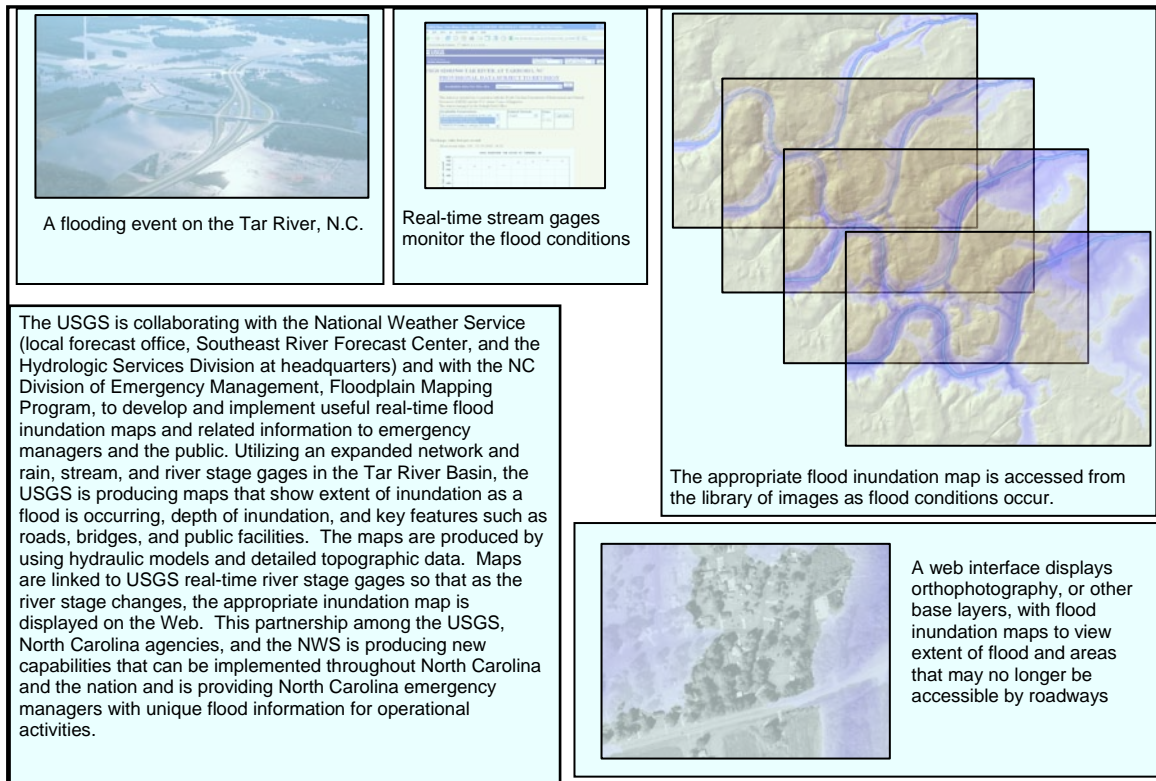 A flooding event on the Tar River, N.C.
USGS
PROVISIONAL DATA SUBJECT TO REVISION
Real-time stream gages
monitor the flood conditions
The appropriate flood inundation map is accessed from
the library of images as flood conditions occur.
The USGS is collaborating with the National Weather Service
(local forecast office, Southeast River Forecast Center, and the
Hydrologic Services Division at headquarters) and with the NC
Division of Emergency Management, Floodplain Mapping
Program, to develop and implement useful real-time flood
inundation maps and related information to emergency
managers and the public. Utilizing an expanded network and
rain, stream, and river stage gages in the Tar River Basin, the
USGS is producing maps that show extent of inundation as a
flood is occurring, depth of inundation, and key features such as
roads, bridges, and public facilities.  The maps are produced by
using hydraulic models and detailed topographic data.  Maps
are linked to USGS real-time river stage gages so that as the
river stage changes, the appropriate inundation map is
displayed on the Web.  This partnership among the USGS,
North Carolina agencies, and the NWS is producing new
capabilities that can be implemented throughout North Carolina
and the nation and is providing North Carolina emergency
managers with unique flood information for operational
activities.
A web interface displays
orthophotography, or other
base layers, with flood
inundation maps to view
extent of flood and areas
that may no longer be
accessible by roadways